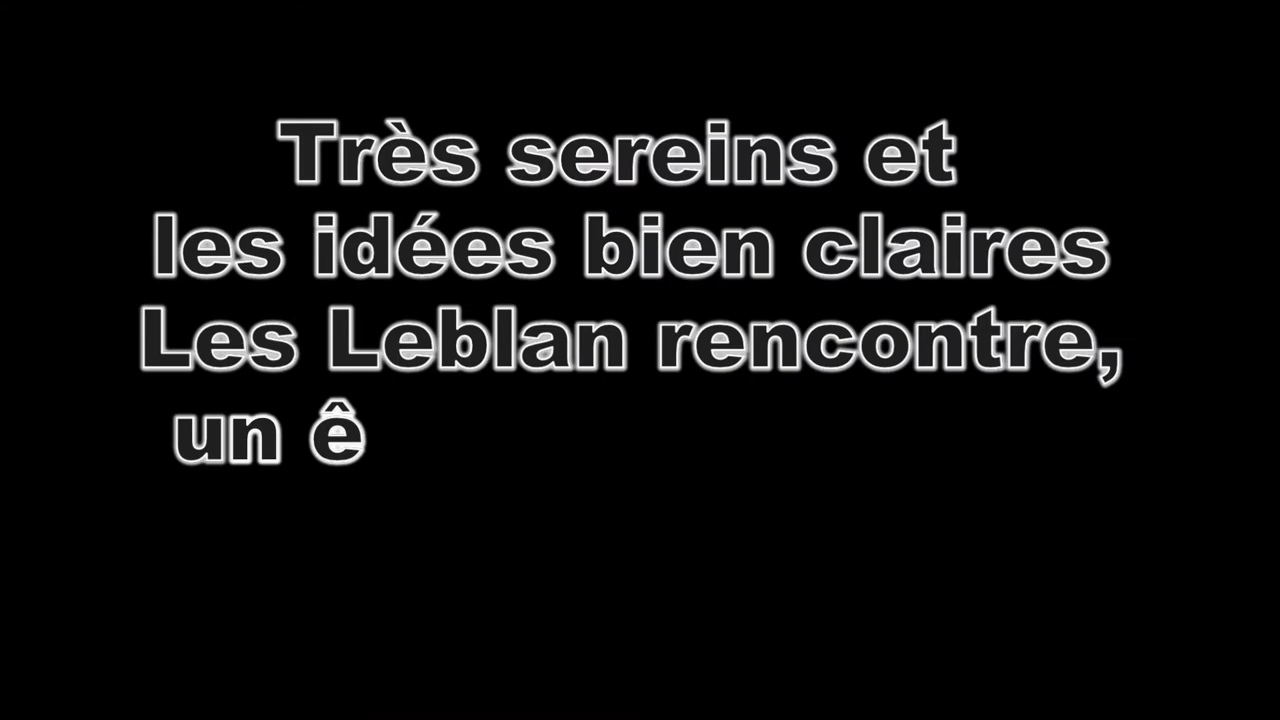 Très sereins et
les idées bien claires
Les Leblan rencontre,
un ê